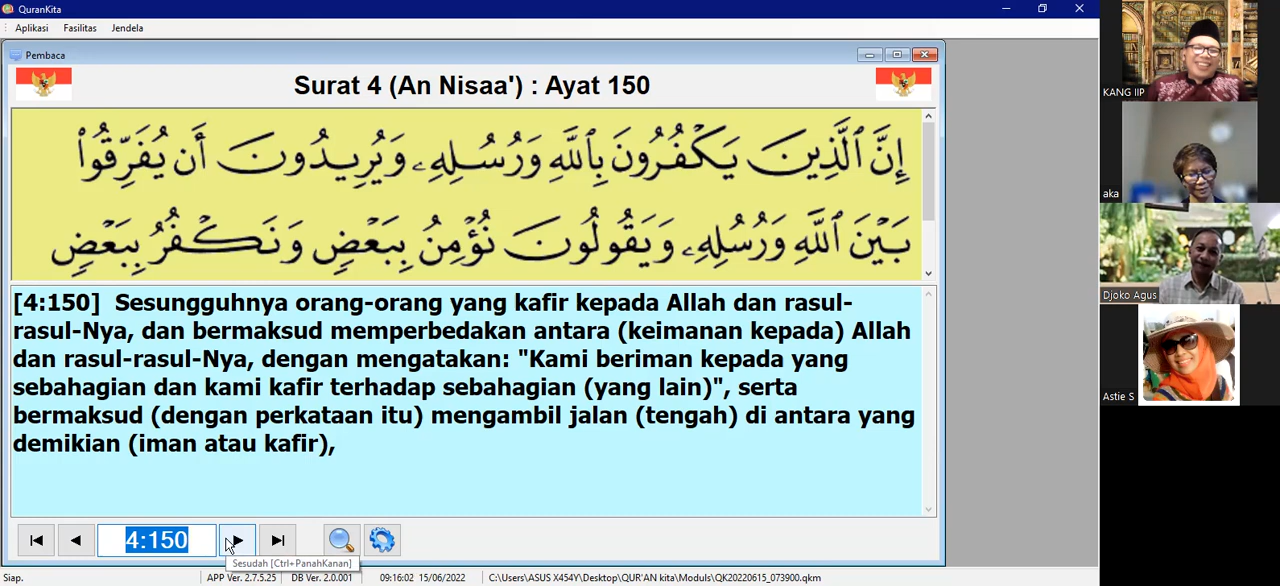 QuranKita
Aplikasi Fasilitas Jendela
Pembaca
Surat 4 (An Nisaa') : Ayat 150
إِنَّ ٱلَّذِينَ يَكْفُرُونَ بِٱللَّهِ وَرُسُلِهِۦ وَيُرِيدُونَ أَن يُفَرِّقُوا۟
بَيْنَ ٱللَّهِ وَرُسُلِهِۦ وَيَقُولُونَ نُؤْمِنُ بِبَعْضٍ وَنَكْفُرُ بِبَعْضٍ
[4:150] Sesungguhnya orang-orang yang kafir kepada Allah dan rasul-
rasul-Nya, dan bermaksud memperbedakan antara (keimanan kepada) Allah
dan rasul-rasul-Nya, dengan mengatakan: "Kami beriman kepada yang
sebahagian dan kami kafir terhadap sebahagian (yang lain)", serta
bermaksud (dengan perkataan itu) mengambil jalan (tengah) di antara yang
demikian (iman atau kafir),
4:150
Sesudah [Ctrl+PanahKanan]
Siap. APP Ver. 2.7.5.25 DB Ver. 2.0.001 09:16:02 15/06/2022 C:\Users\ASUS X454Y\Desktop\QUR'AN kita\Moduls\QK20220615_073900.qkm
KANG IIP
aka
Djoko Agus
Astie S